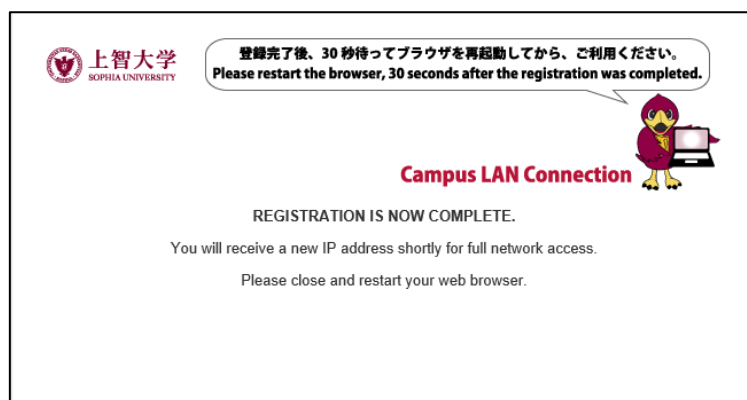 上智大学
SOPHIA UNIVERSITY
登録完了後、30 秒待ってブラウザを再起動してから、ご利用ください。
Please restart the browser, 30 seconds after the registration was completed.
Campus LAN Connection
REGISTRATION IS NOW COMPLETE.
You will receive a new IP address shortly for full network access.
Please close and restart your web browser.